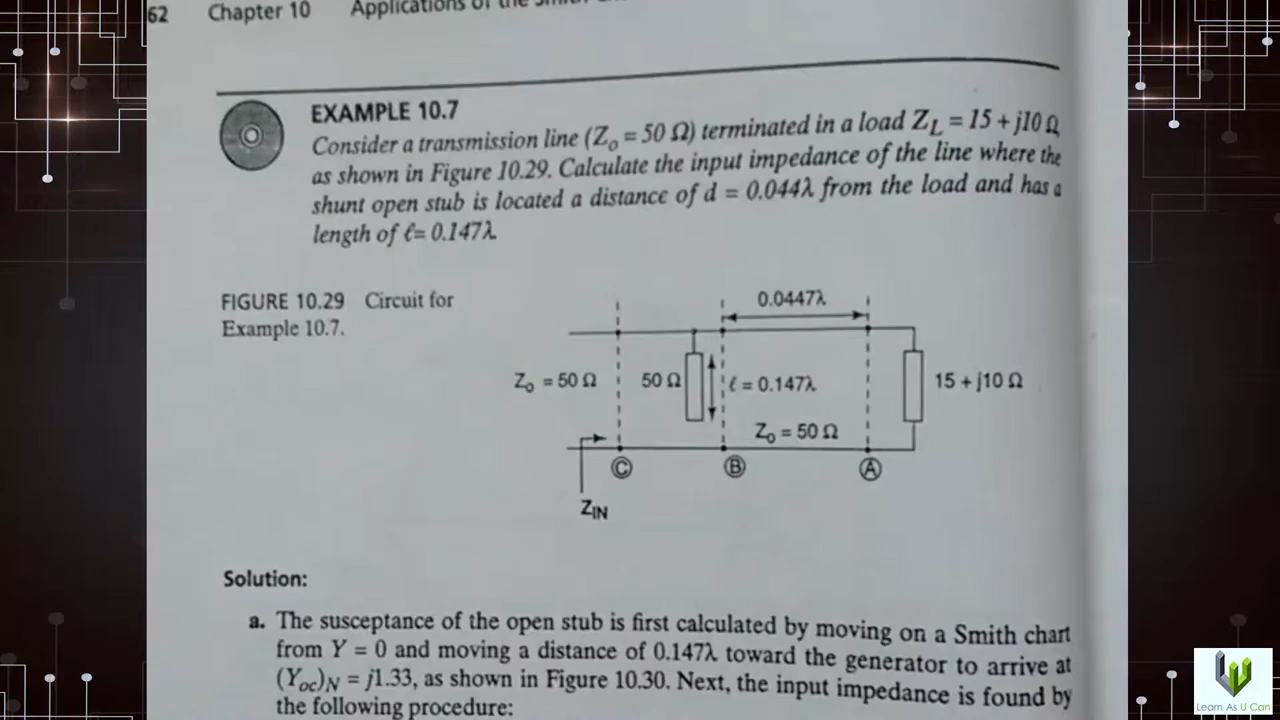 62 Chapter 10 Applications of the
EXAMPLE 10.7
Consider a transmission line (Zo = 50 Ω) terminated in a load ZL = 15 + j10 Ω,
as shown in Figure 10.29. Calculate the input impedance of the line where the
shunt open stub is located a distance of d = 0.044λ from the load and has a
length of ℓ= 0.147λ.
FIGURE 10.29 Circuit for
Example 10.7.
0.0447λ
Zo = 50 Ω
50 Ω
ℓ = 0.147λ
15 + j10 Ω
Zo = 50 Ω
C B A
ZIN
Solution:
a. The susceptance of the open stub is first calculated by moving on a Smith chart
from Y = 0 and moving a distance of 0.147λ toward the generator to arrive at
(Yoc)N = j1.33, as shown in Figure 10.30. Next, the input impedance is found by
the following procedure:
Learn As U Can